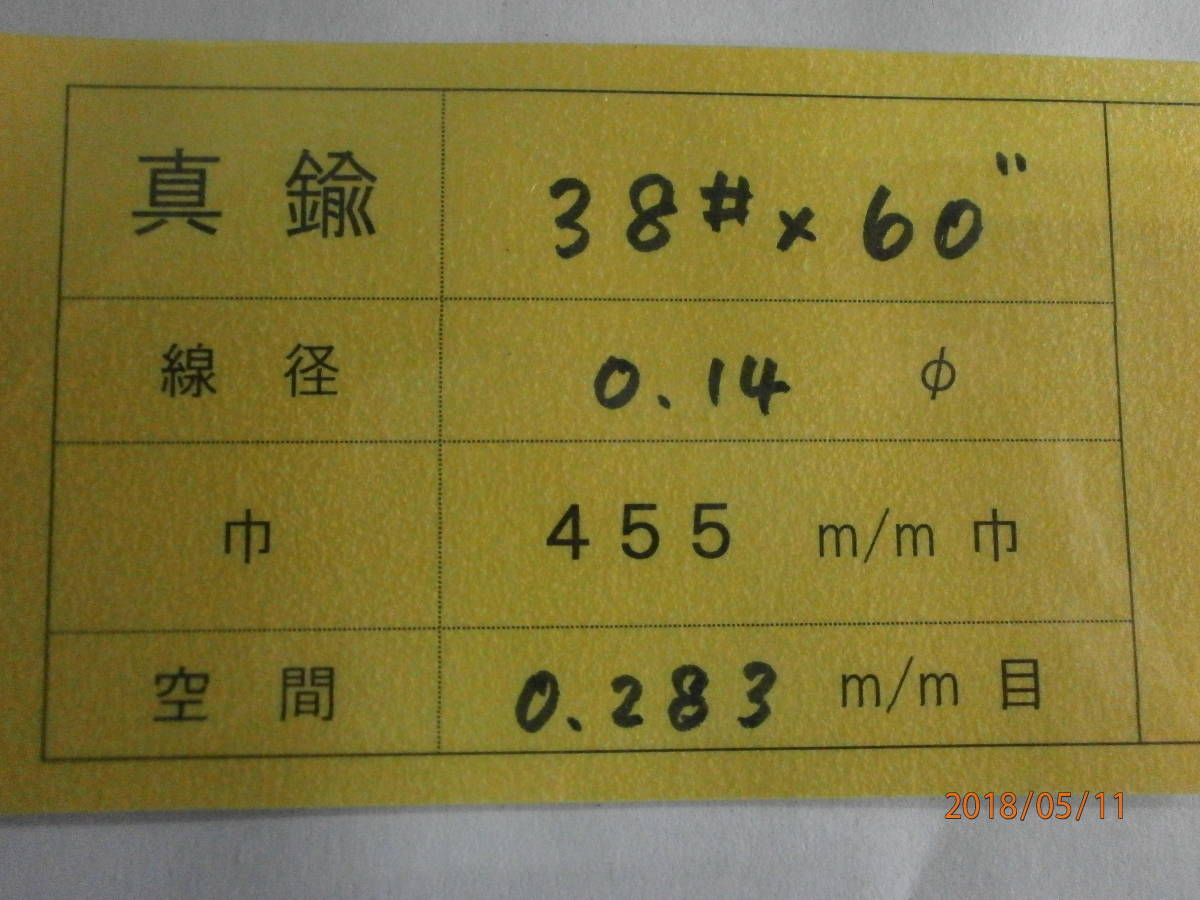 真鍮 38#×60"
線径 0.14 φ
巾 455 m/m 巾
空間 0.283 m/m 目
2018/05/11